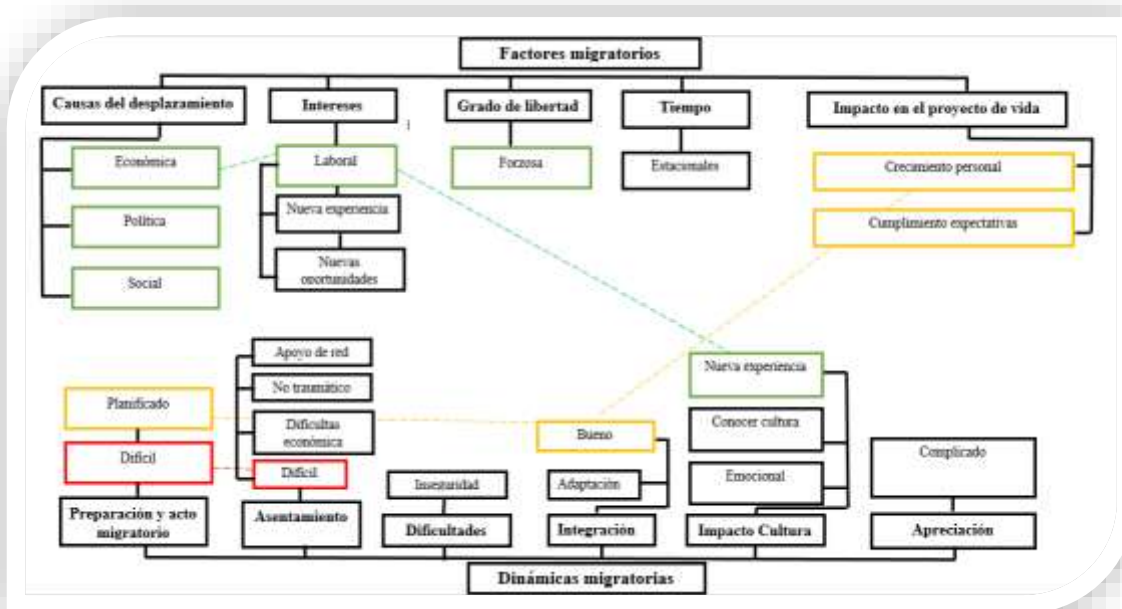 Factores migratorios
Causas del desplazamiento
Intereses
Grado de libertad
Tiempo
Impacto en el proyecto de vida
Económica
Laboral
Forzosa
Estacionales
Crecimiento personal
Política
Nueva experiencia
Cumplimiento expectativas
Social
Nuevas
oportunidades
Apoyo de red
Nueva experiencia
No traumático
Planificado
Dificultas
económica
Bueno
Conocer cultura
Complicado
Difícil
Difícil
Inseguridad
Adaptación
Emocional
Preparación y acto
migratorio
Asentamiento
Dificultades
Integración
Impacto Cultura
Apreciación
Dinámicas migratorias